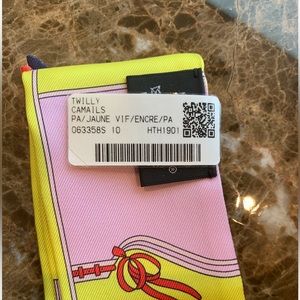 TWILLY
CAMAILS
PA/JAUNE VIF/ENCRE/PA
063358S 10 HTH1901